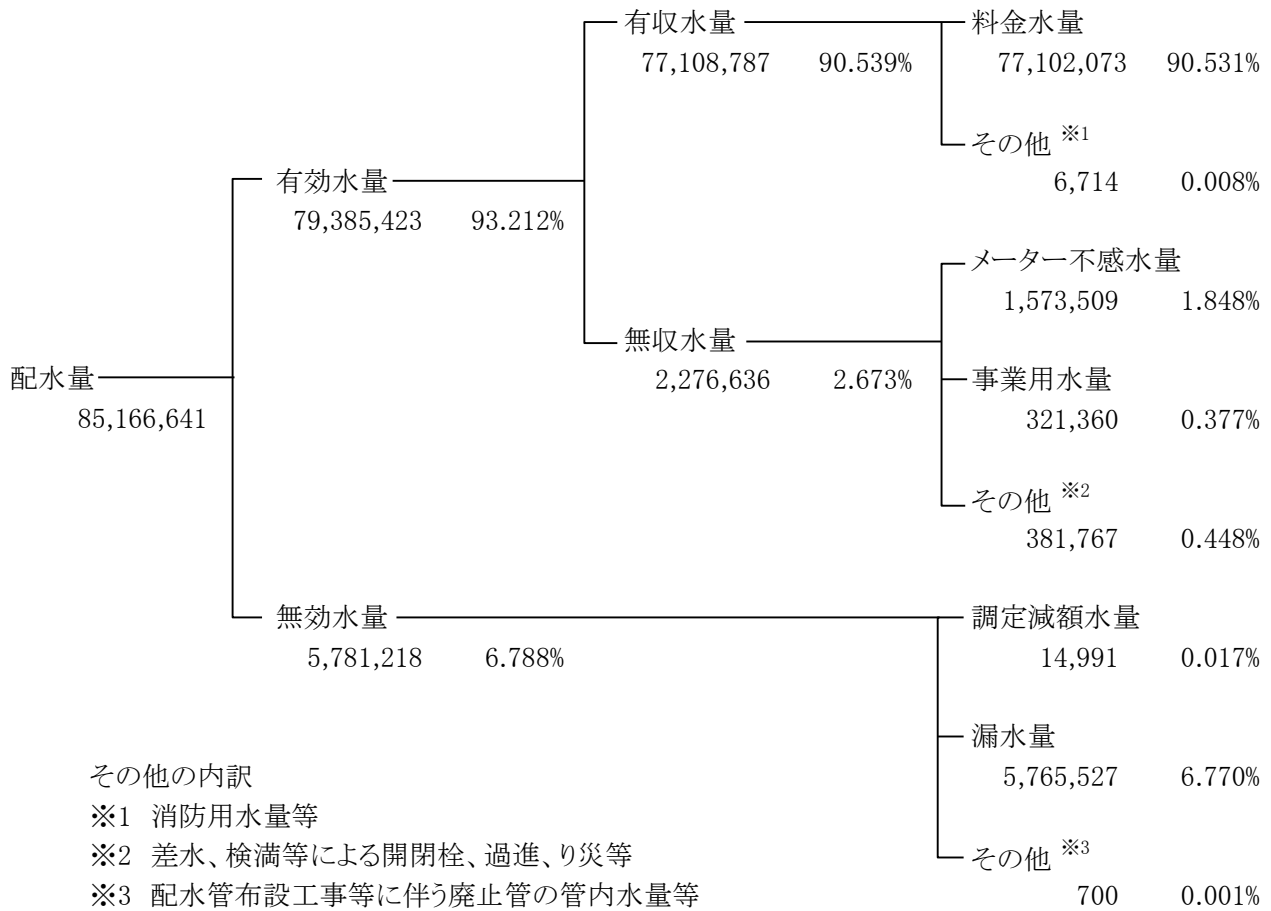 有収水量 料金水量
77,108,787 90.539% 77,102,073 90.531%
その他 ※1
有効水量 6,714 0.008%
79,385,423 93.212%
メーター不感水量
1,573,509 1.848%
無収水量
配水量 2,276,636 2.673% 事業用水量
85,166,641 321,360 0.377%
その他 ※2
381,767 0.448%
無効水量 調定減額水量
5,781,218 6.788% 14,991 0.017%
漏水量
その他の内訳 5,765,527 6.770%
※1 消防用水量等
※2 差水、検満等による開閉栓、過進、り災等 その他 ※3
※3 配水管布設工事等に伴う廃止管の管内水量等 700 0.001%